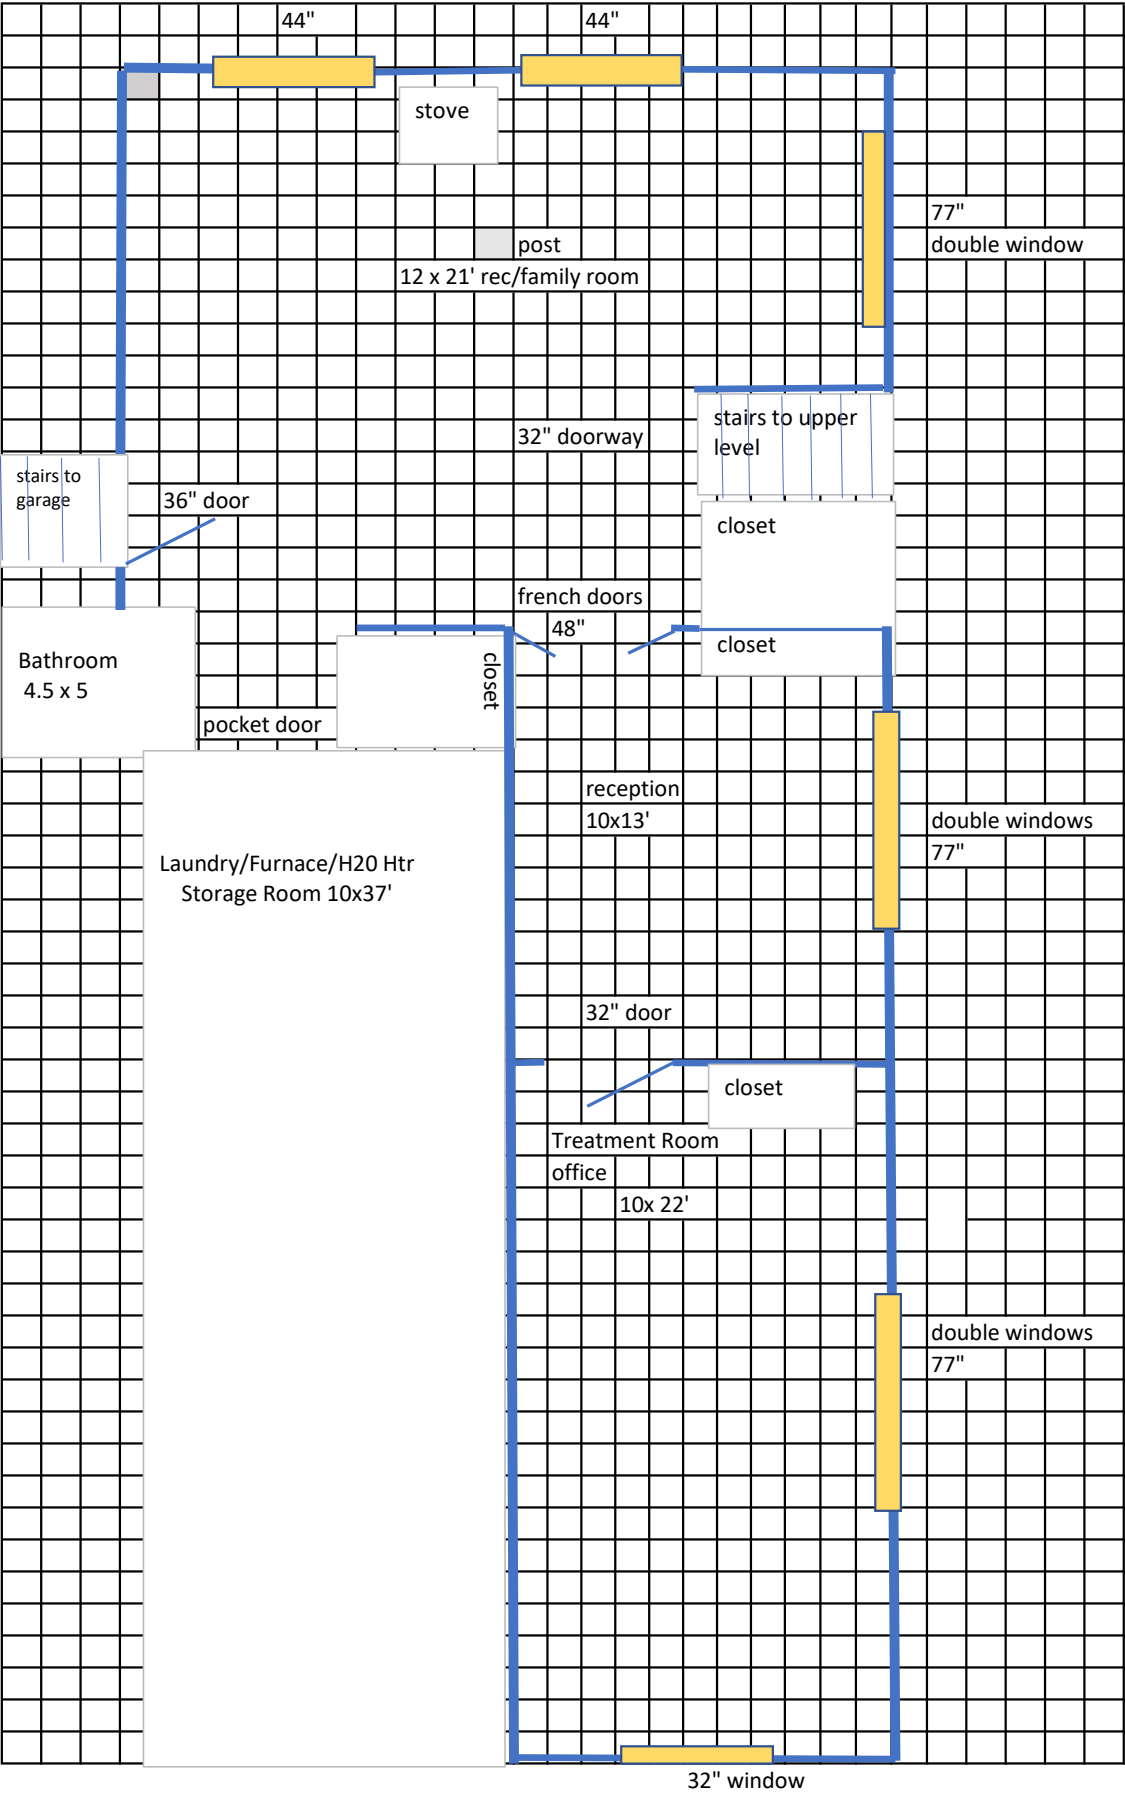 44"
44"
stove
77"
double window
post
12 x 21' rec/family room
stairs to upper
level
32" doorway
stairs to
garage
36" door
closet
french doors
48"
closet
closet
Bathroom
4.5 x 5
pocket door
reception
10x13'
double windows
77"
Laundry/Furnace/H20 Htr
Storage Room 10x37'
32" door
closet
Treatment Room
office
10x 22'
double windows
77"
32" window